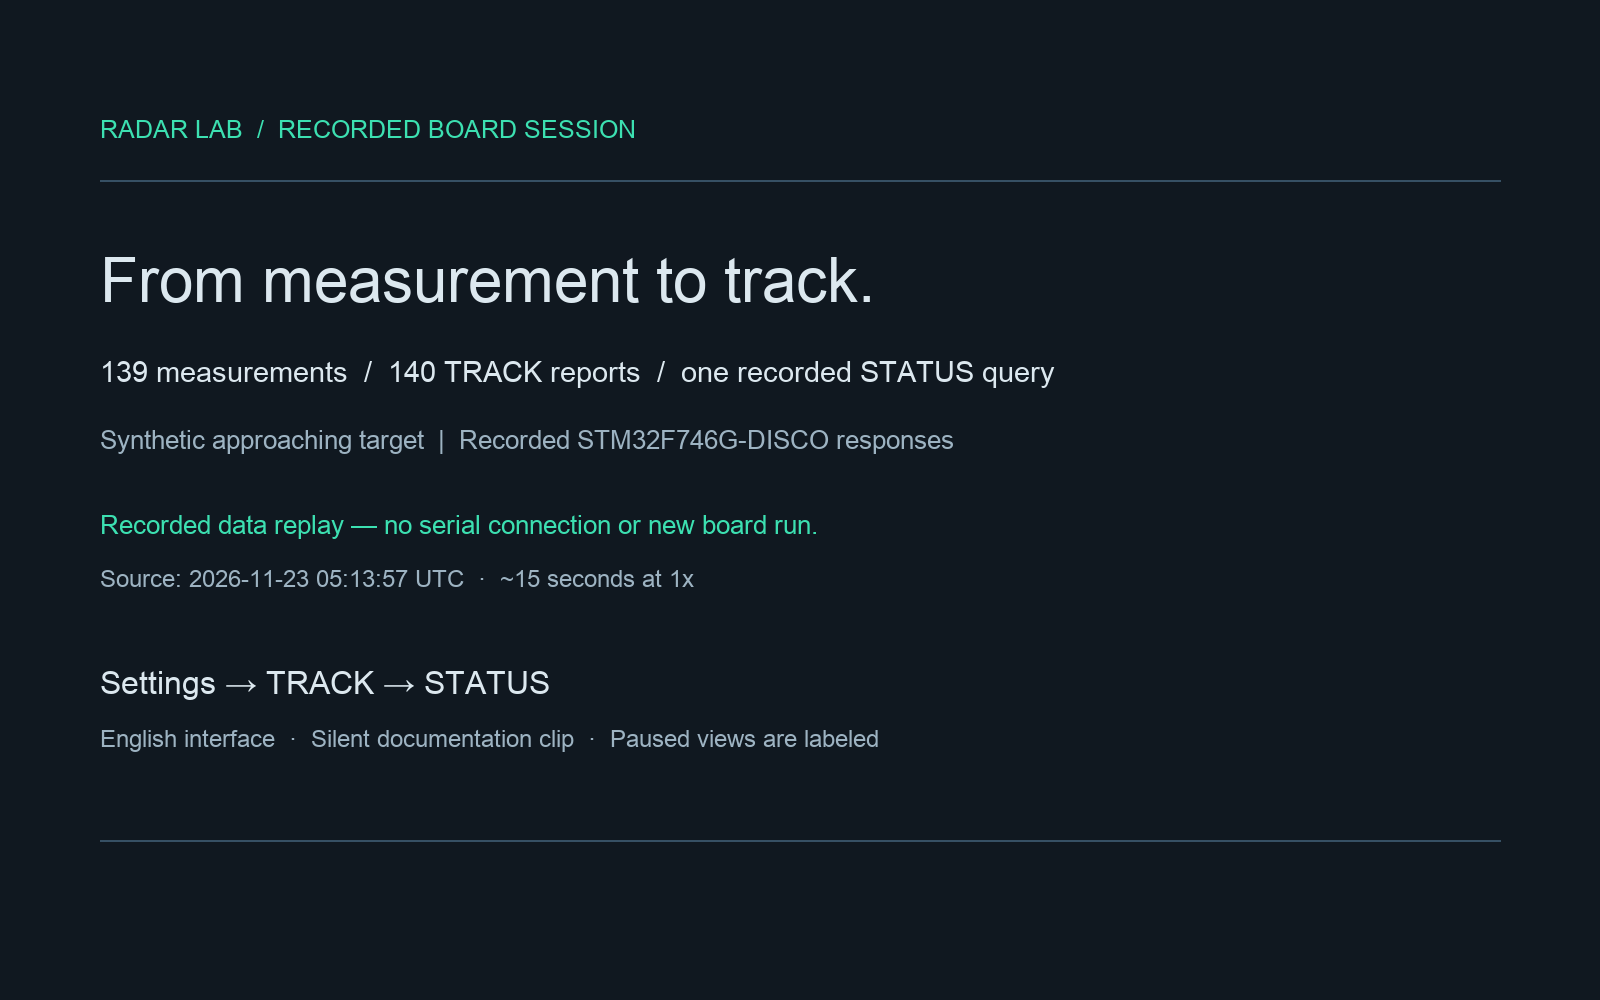 RADAR LAB / RECORDED BOARD SESSION
From measurement to track.
139 measurements / 140 TRACK reports / one recorded STATUS query
Synthetic approaching target | Recorded STM32F746G-DISCO responses
Recorded data replay — no serial connection or new board run.
Source: 2026-11-23 05:13:57 UTC · ~15 seconds at 1x
Settings → TRACK → STATUS
English interface · Silent documentation clip · Paused views are labeled